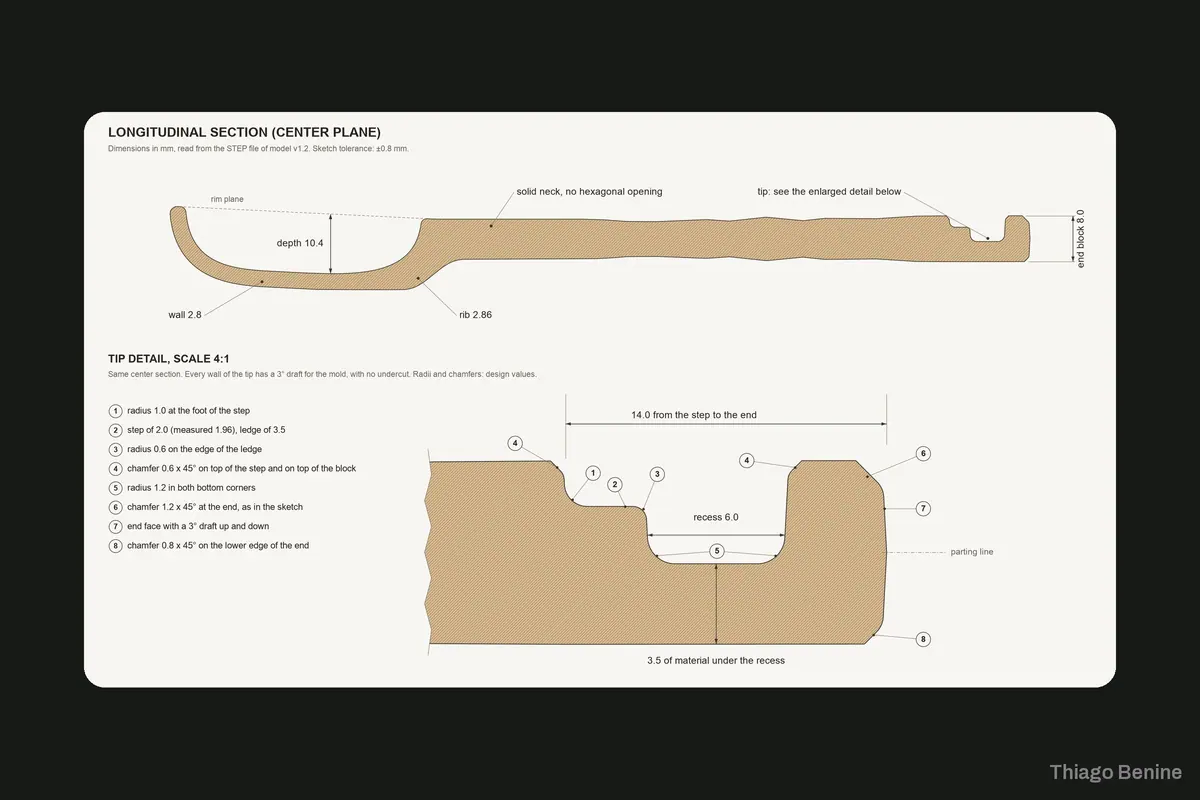 LONGITUDINAL SECTION (CENTER PLANE)
Dimensions in mm, read from the STEP file of model v1.2. Sketch tolerance: ±0.8 mm.
solid neck, no hexagonal opening
tip: see the enlarged detail below
rim plane
depth 10.4
end block 8.0
wall 2.8
rib 2.86
TIP DETAIL, SCALE 4:1
Same center section. Every wall of the tip has a 3° draft for the mold, with no undercut. Radii and chamfers: design values.
1 radius 1.0 at the foot of the step
2 step of 2.0 (measured 1.96), ledge of 3.5
3 radius 0.6 on the edge of the ledge
4 chamfer 0.6 x 45° on top of the step and on top of the block
5 radius 1.2 in both bottom corners
6 chamfer 1.2 x 45° at the end, as in the sketch
7 end face with a 3° draft up and down
8 chamfer 0.8 x 45° on the lower edge of the end
14.0 from the step to the end
4
1
2
3
4
6
7
recess 6.0
5
parting line
8
3.5 of material under the recess
Thiago Benine